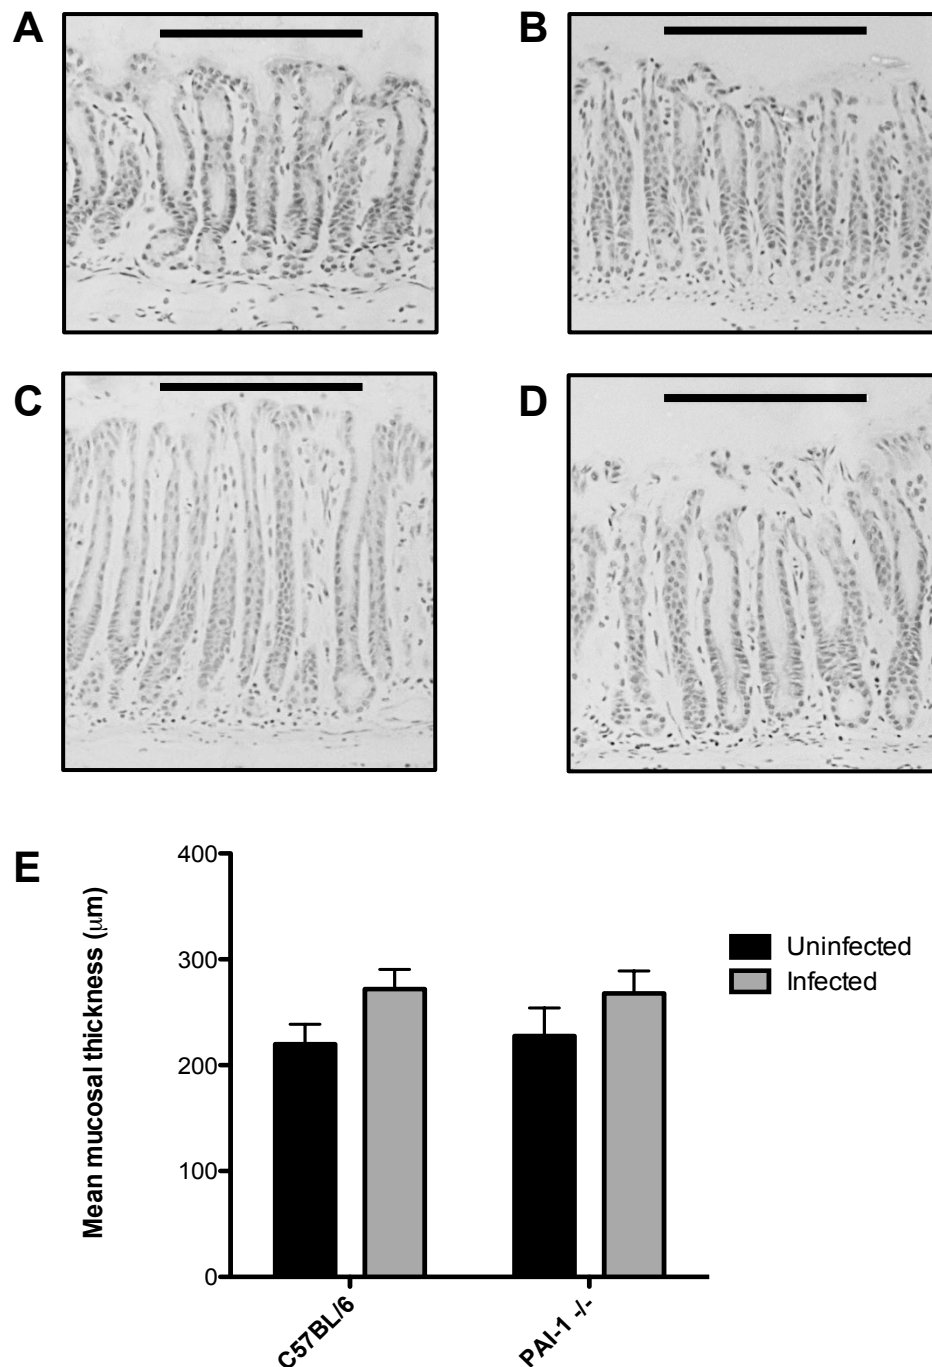 A
B
C
D
E
Mean mucosal thickness (μm)
400
300
200
100
0
C57BL/6
PAI-1 -/-
Uninfected
Infected